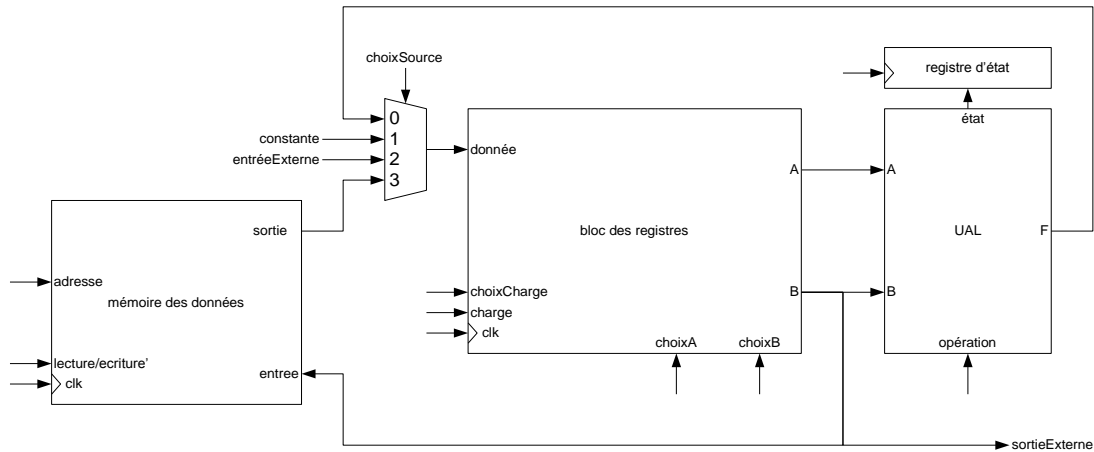 choixSource
registre d'état
0
état
constante
1
donnée
entréeExterne
2
3
A
A
sortie
bloc des registres
UAL
F
adresse
choixCharge
B
B
mémoire des données
charge
clk
choixA
choixB
opération
lecture/ecriture'
entree
clk
sortieExterne